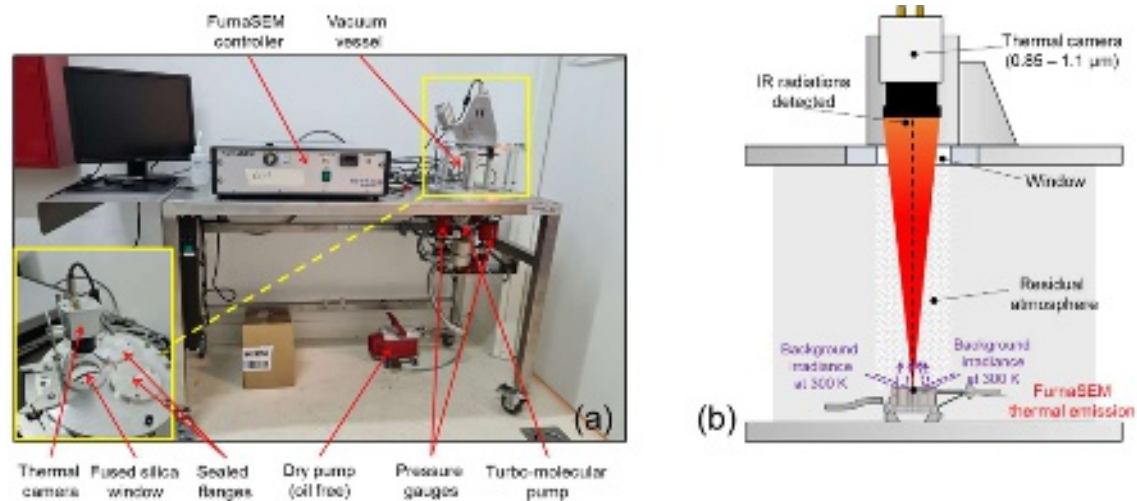 FurnaSEM
controller
Vacuum
vessel
(a)
Thermal
camera
Fused silica
window
Sealed
flanges
Dry pump
(oil free)
Pressure
gauges
Turbo-molecular
pump
Thermal camera
(0.85 – 1.1 µm)
IR radiations
detected
Window
Residual
atmosphere
Background
irradiance
at 300 K
Background
irradiance
at 300 K
FurnaSEM
thermal emission
(b)